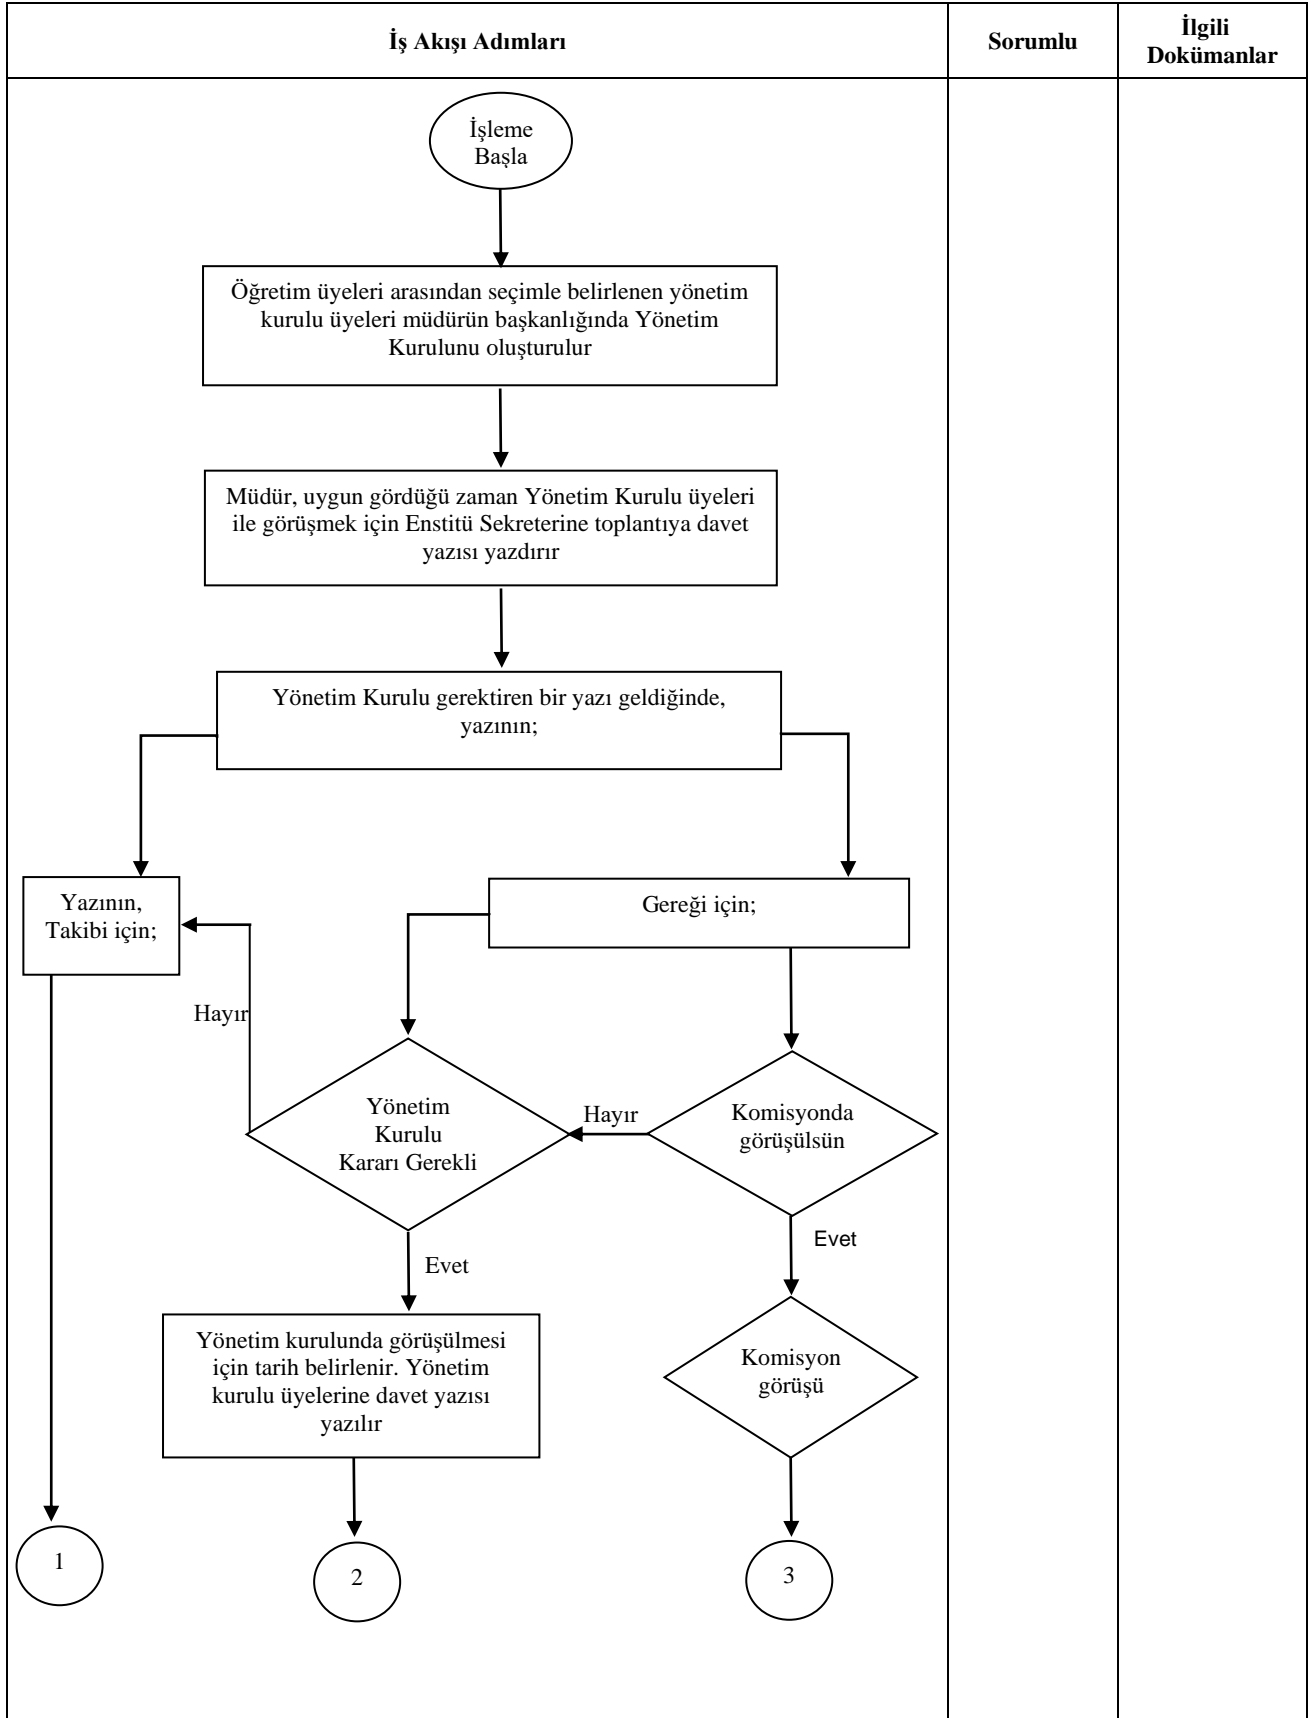 İş Akışı Adımları
Sorumlu
İlgili
Dokümanlar
İşleme
Başla
Öğretim üyeleri arasından seçimle belirlenen yönetim
kurulu üyeleri müdürün başkanlığında Yönetim
Kurulunu oluşturulur
Müdür, uygun gördüğü zaman Yönetim Kurulu üyeleri
ile görüşmek için Enstitü Sekreterine toplantıya davet
yazısı yazdırır
Yönetim Kurulu gerektiren bir yazı geldiğinde,
yazının;
Yazının,
Takibi için;
Gereği için;
Hayır
Yönetim
Kurulu
Kararı Gerekli
Hayır
Komisyonda
görüşülsün
Evet
Evet
Yönetim kurulunda görüşülmesi
için tarih belirlenir. Yönetim
kurulu üyelerine davet yazısı
yazılır
Komisyon
görüşü
1
2
3